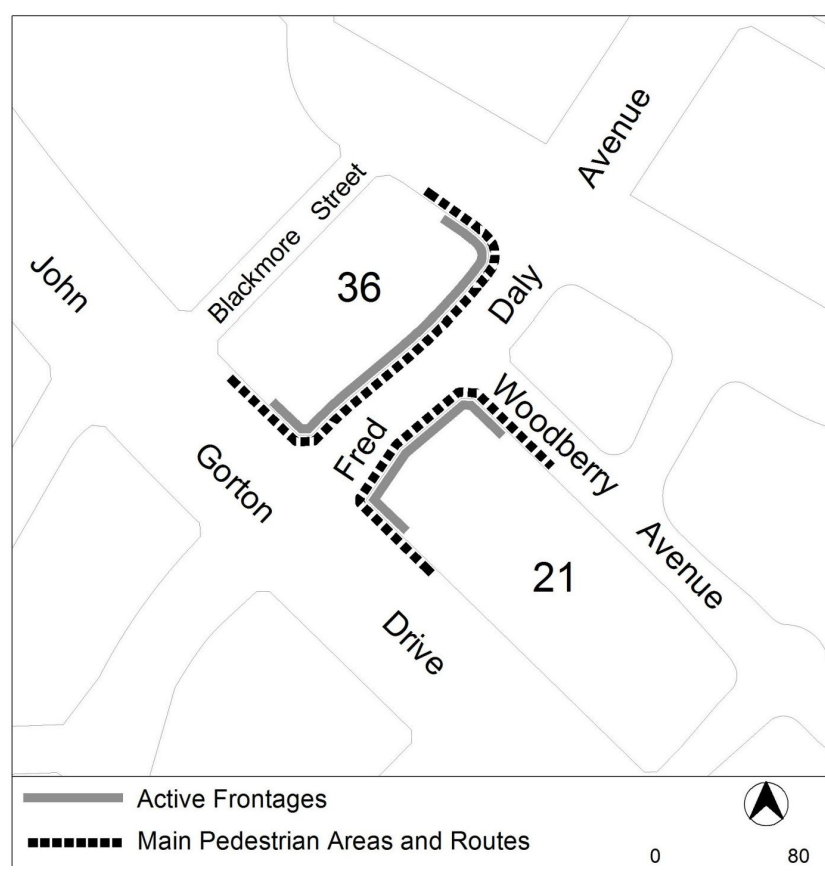 Avenue
Blackmore Street
John
36
Daly
Woodberry
Fred
Gorton
Avenue
21
Drive
Active Frontages
Main Pedestrian Areas and Routes
0 80